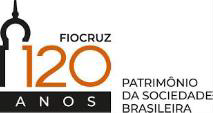 FIOCRUZ
120
ANOS
PATRIMÔNIO
DA SOCIEDADE
BRASILEIRA